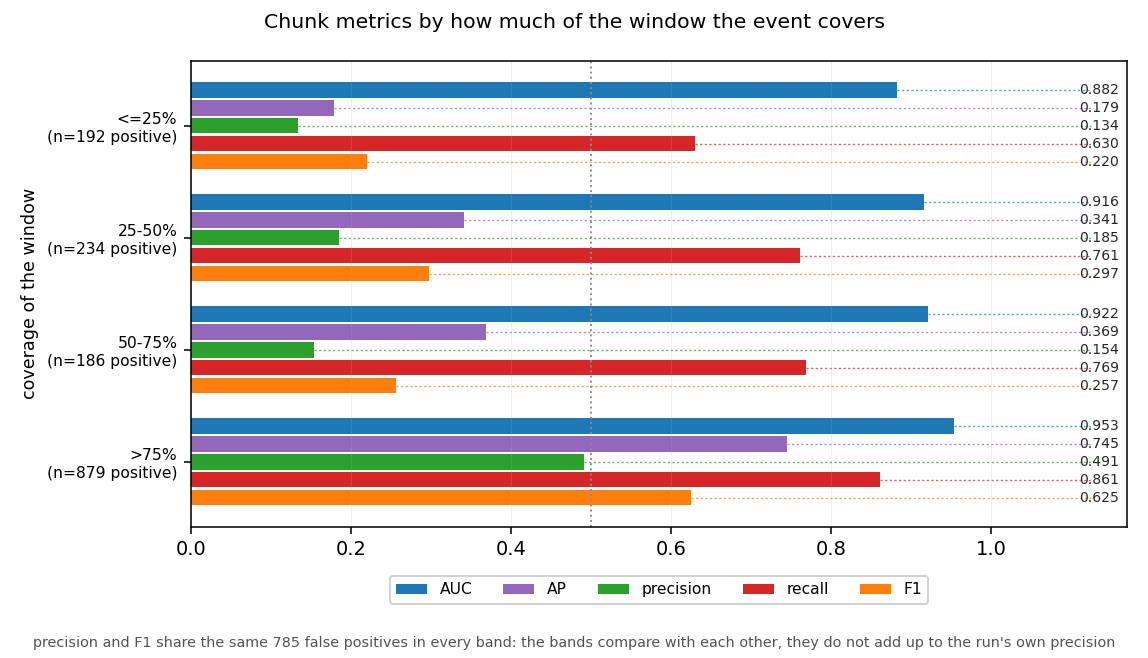 Chunk metrics by how much of the window the event covers
coverage of the window
<=25%
(n=192 positive)
0.882
0.179
0.134
0.630
0.220
25-50%
(n=234 positive)
0.916
0.341
0.185
0.761
0.297
50-75%
(n=186 positive)
0.922
0.369
0.154
0.769
0.257
>75%
(n=879 positive)
0.953
0.745
0.491
0.861
0.625
0.0 0.2 0.4 0.6 0.8 1.0
AUC AP precision recall F1
precision and F1 share the same 785 false positives in every band: the bands compare with each other, they do not add up to the run's own precision